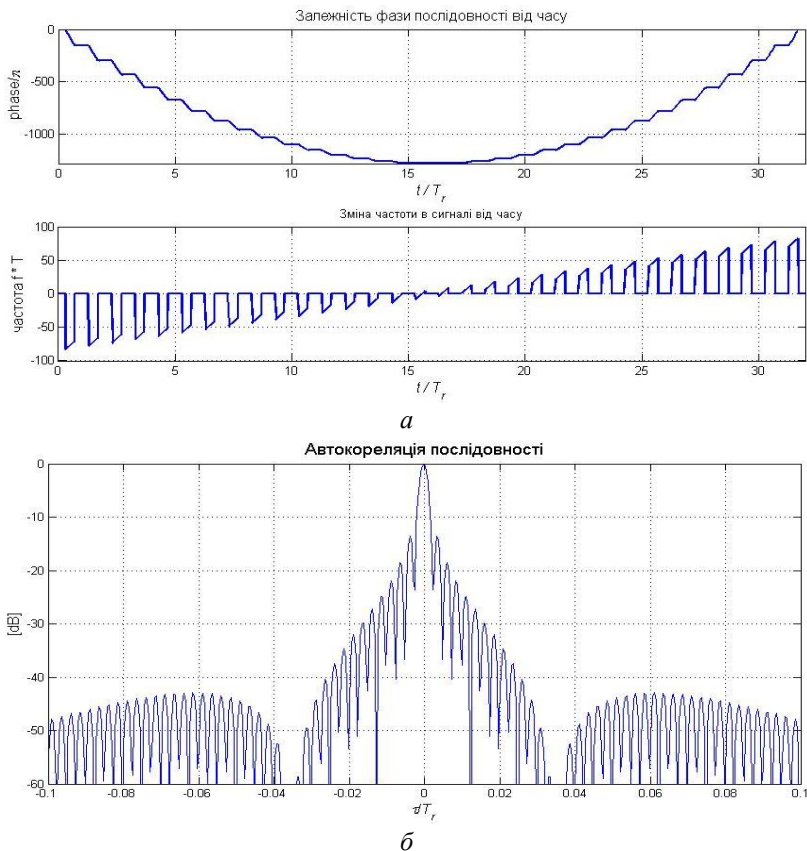 Залежність фази послідовності від часу
phase/π
0
-500
-1000
0 5 10 15 20 25 30
t / T_r
Зміна частоти в сигналі від часу
частота f * T
100
50
0
-50
-100
0 5 10 15 20 25 30
t / T_r
а
Автокореляція послідовності
[dB]
0
-10
-20
-30
-40
-50
-60
-0.1 -0.08 -0.06 -0.04 -0.02 0 0.02 0.04 0.06 0.08 0.1
τ/T_r
б